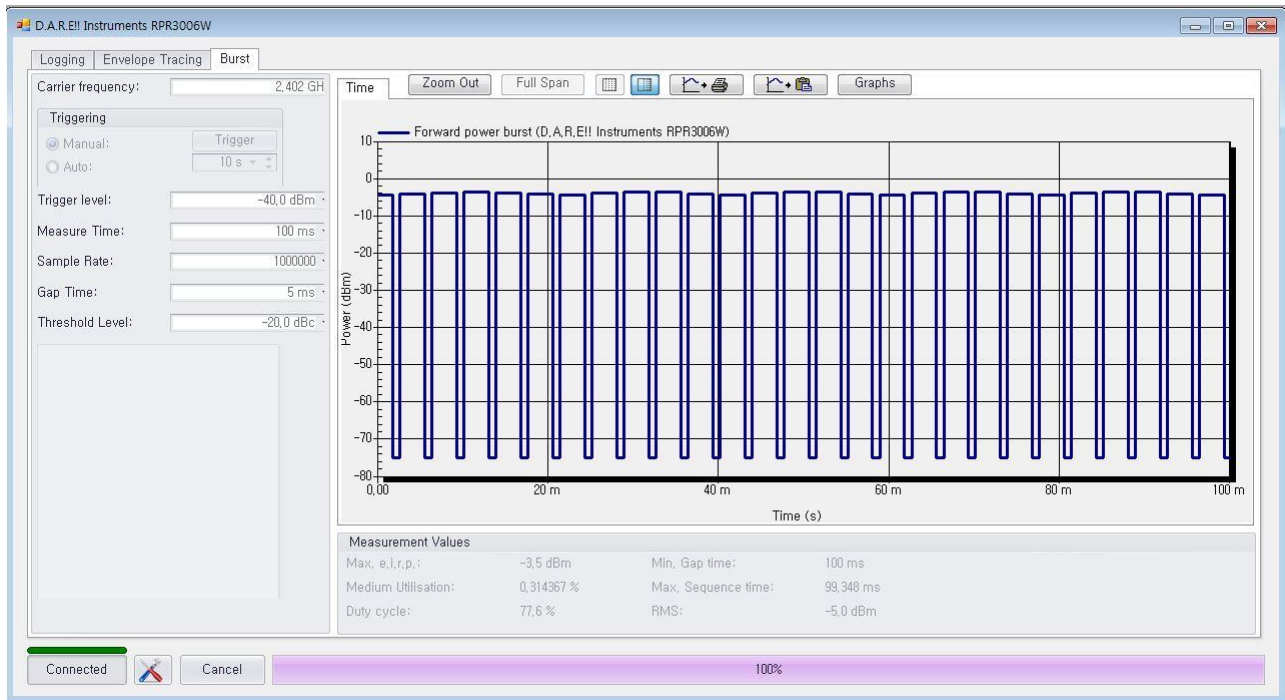 D.A.R.E!! Instruments RPR3006W
Logging Envelope Tracing Burst
Carrier frequency: 2,402 GH
Triggering
Manual: Trigger
Auto: 10 s
Trigger level: -40,0 dBm
Measure Time: 100 ms
Sample Rate: 1000000
Gap Time: 5 ms
Threshold Level: -20,0 dBc
Time Zoom Out Full Span Graphs
Forward power burst (D,A,R,E!! Instruments RPR3006W)
10
0
-10
-20
-30
-40
-50
-60
-70
-80
Power (dBm)
0,00 20 m 40 m 60 m 80 m 100 m
Time (s)
Measurement Values
Max, e,i,r,p,: -3,5 dBm Min, Gap time: 100 ms
Medium Utilisation: 0,314367 % Max, Sequence time: 99,348 ms
Duty cycle: 77,6 % RMS: -5,0 dBm
Connected Cancel 100%